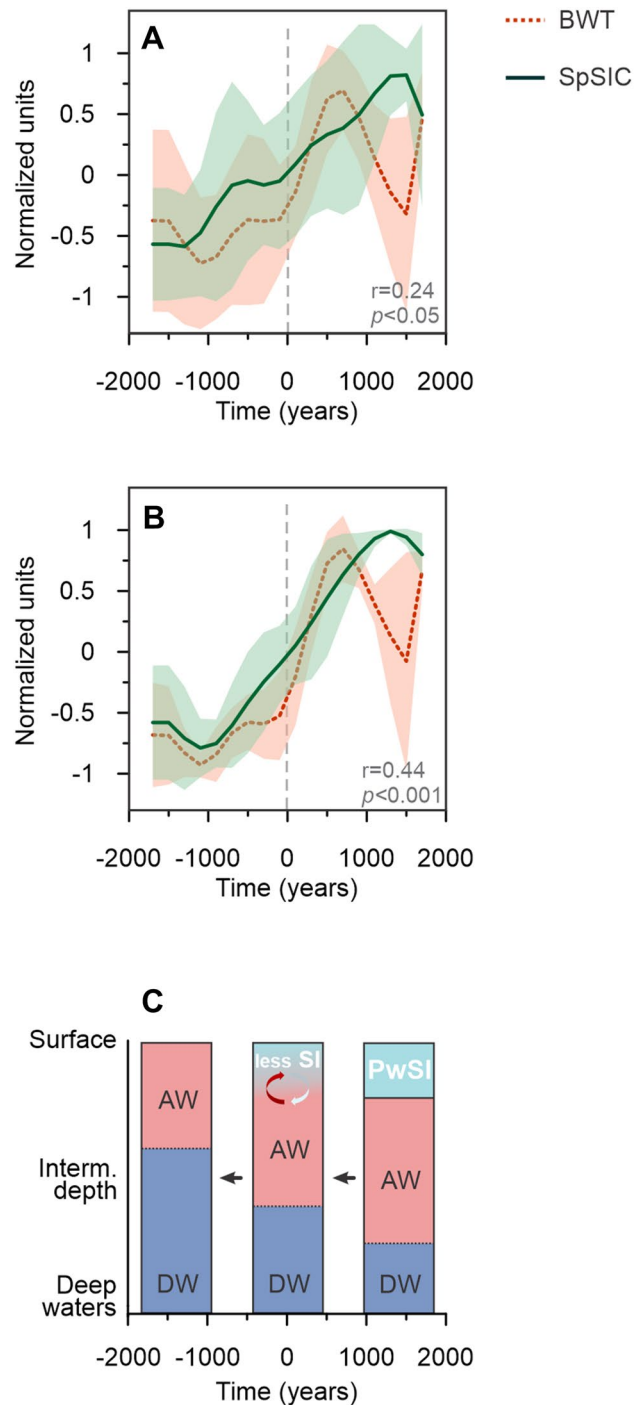 BWT
SpSIC
A
Normalized units
1
0.5
0
-0.5
-1
r=0.24
p<0.05
-2000 -1000 0 1000 2000
Time (years)
B
Normalized units
1
0.5
0
-0.5
-1
r=0.44
p<0.001
-2000 -1000 0 1000 2000
Time (years)
C
Surface
Interm.
depth
Deep
waters
less SI
PwSI
AW
AW
AW
DW
DW
DW
-2000 -1000 0 1000 2000
Time (years)